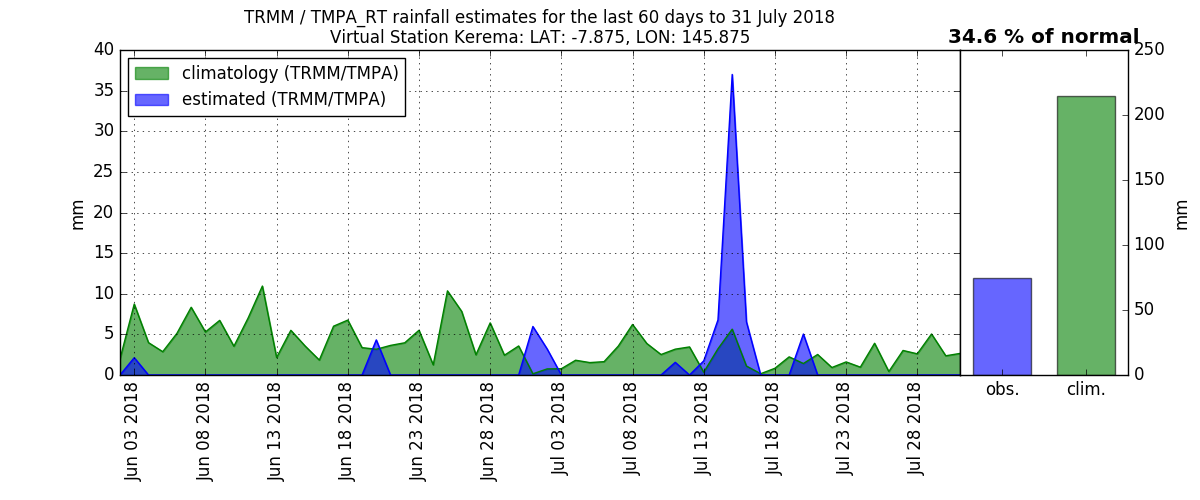 TRMM / TMPA_RT rainfall estimates for the last 60 days to 31 July 2018
Virtual Station Kerema: LAT: -7.875, LON: 145.875
34.6 % of normal
climatology (TRMM/TMPA)
estimated (TRMM/TMPA)
mm
40
35
30
25
20
15
10
5
0
Jun 03 2018
Jun 08 2018
Jun 13 2018
Jun 18 2018
Jun 23 2018
Jun 28 2018
Jul 03 2018
Jul 08 2018
Jul 13 2018
Jul 18 2018
Jul 23 2018
Jul 28 2018
obs.
clim.
250
200
150
100
50
0
mm